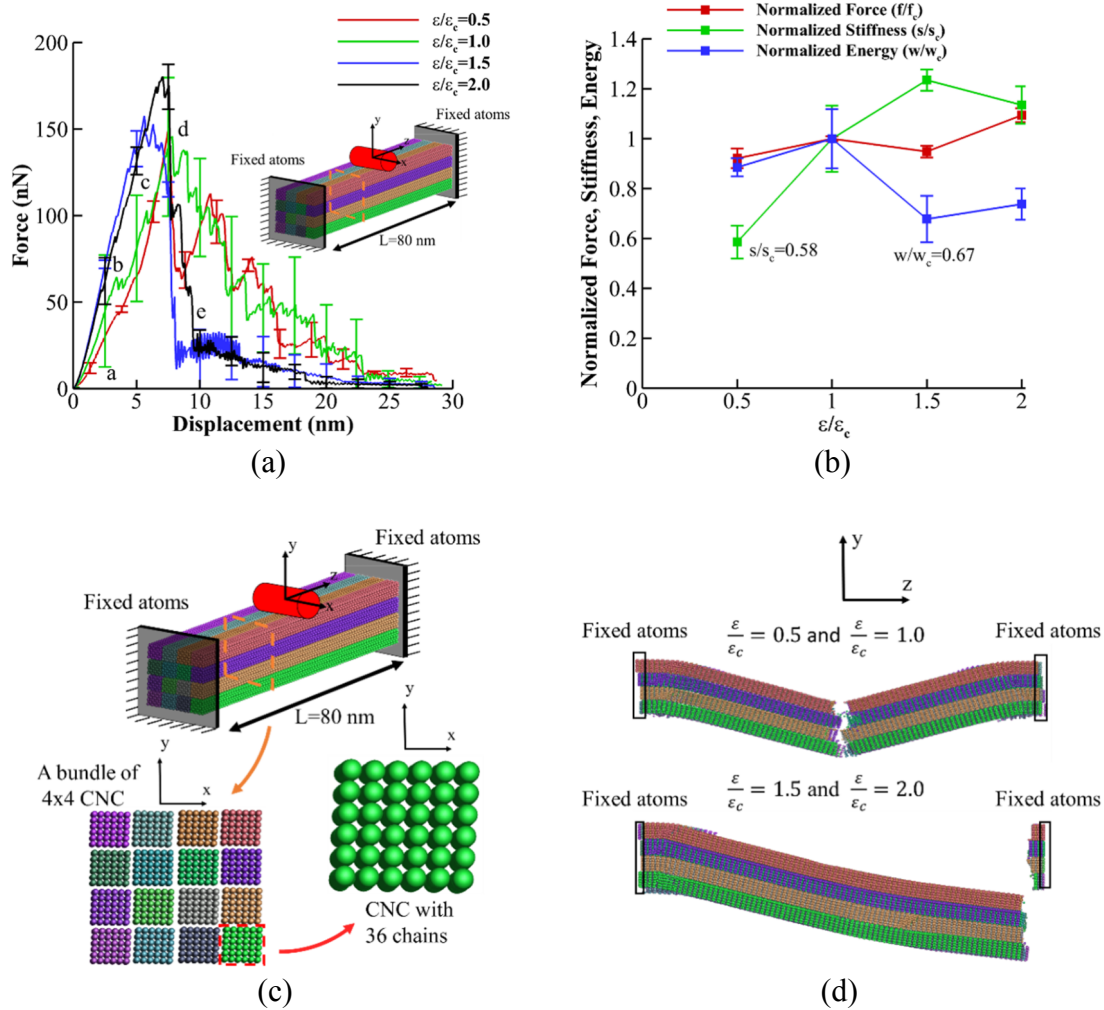 ε/εc=0.5
ε/εc=1.0
ε/εc=1.5
ε/εc=2.0
200
150
100
50
0
Force (nN)
a
b
c
d
e
Fixed atoms
Fixed atoms
y
z
x
L=80 nm
0 5 10 15 20 25 30
Displacement (nm)
(a)
Normalized Force (f/fc)
Normalized Stiffness (s/sc)
Normalized Energy (w/wc)
Normalized Force, Stiffness, Energy
1.4
1.2
1
0.8
0.6
0.4
0.2
0
s/sc=0.58
w/wc=0.67
0.5 1 1.5 2
ε/εc
(b)
Fixed atoms
Fixed atoms
y
z
x
L=80 nm
A bundle of
4x4 CNC
y
x
y
x
CNC with
36 chains
(c)
y
z
Fixed atoms
ε/εc = 0.5 and ε/εc = 1.0
Fixed atoms
Fixed atoms
ε/εc = 1.5 and ε/εc = 2.0
Fixed atoms
(d)